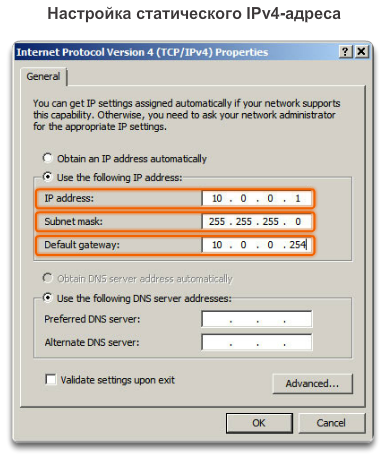 Настройка статического IPv4-адреса
Internet Protocol Version 4 (TCP/IPv4) Properties
General
You can get IP settings assigned automatically if your network supports
this capability. Otherwise, you need to ask your network administrator
for the appropriate IP settings.
Obtain an IP address automatically
Use the following IP address:
IP address: 10 . 0 . 0 . 1
Subnet mask: 255 . 255 . 255 . 0
Default gateway: 10 . 0 . 0 . 254
Obtain DNS server address automatically
Use the following DNS server addresses:
Preferred DNS server: . . .
Alternate DNS server: . . .
Validate settings upon exit
Advanced...
OK Cancel